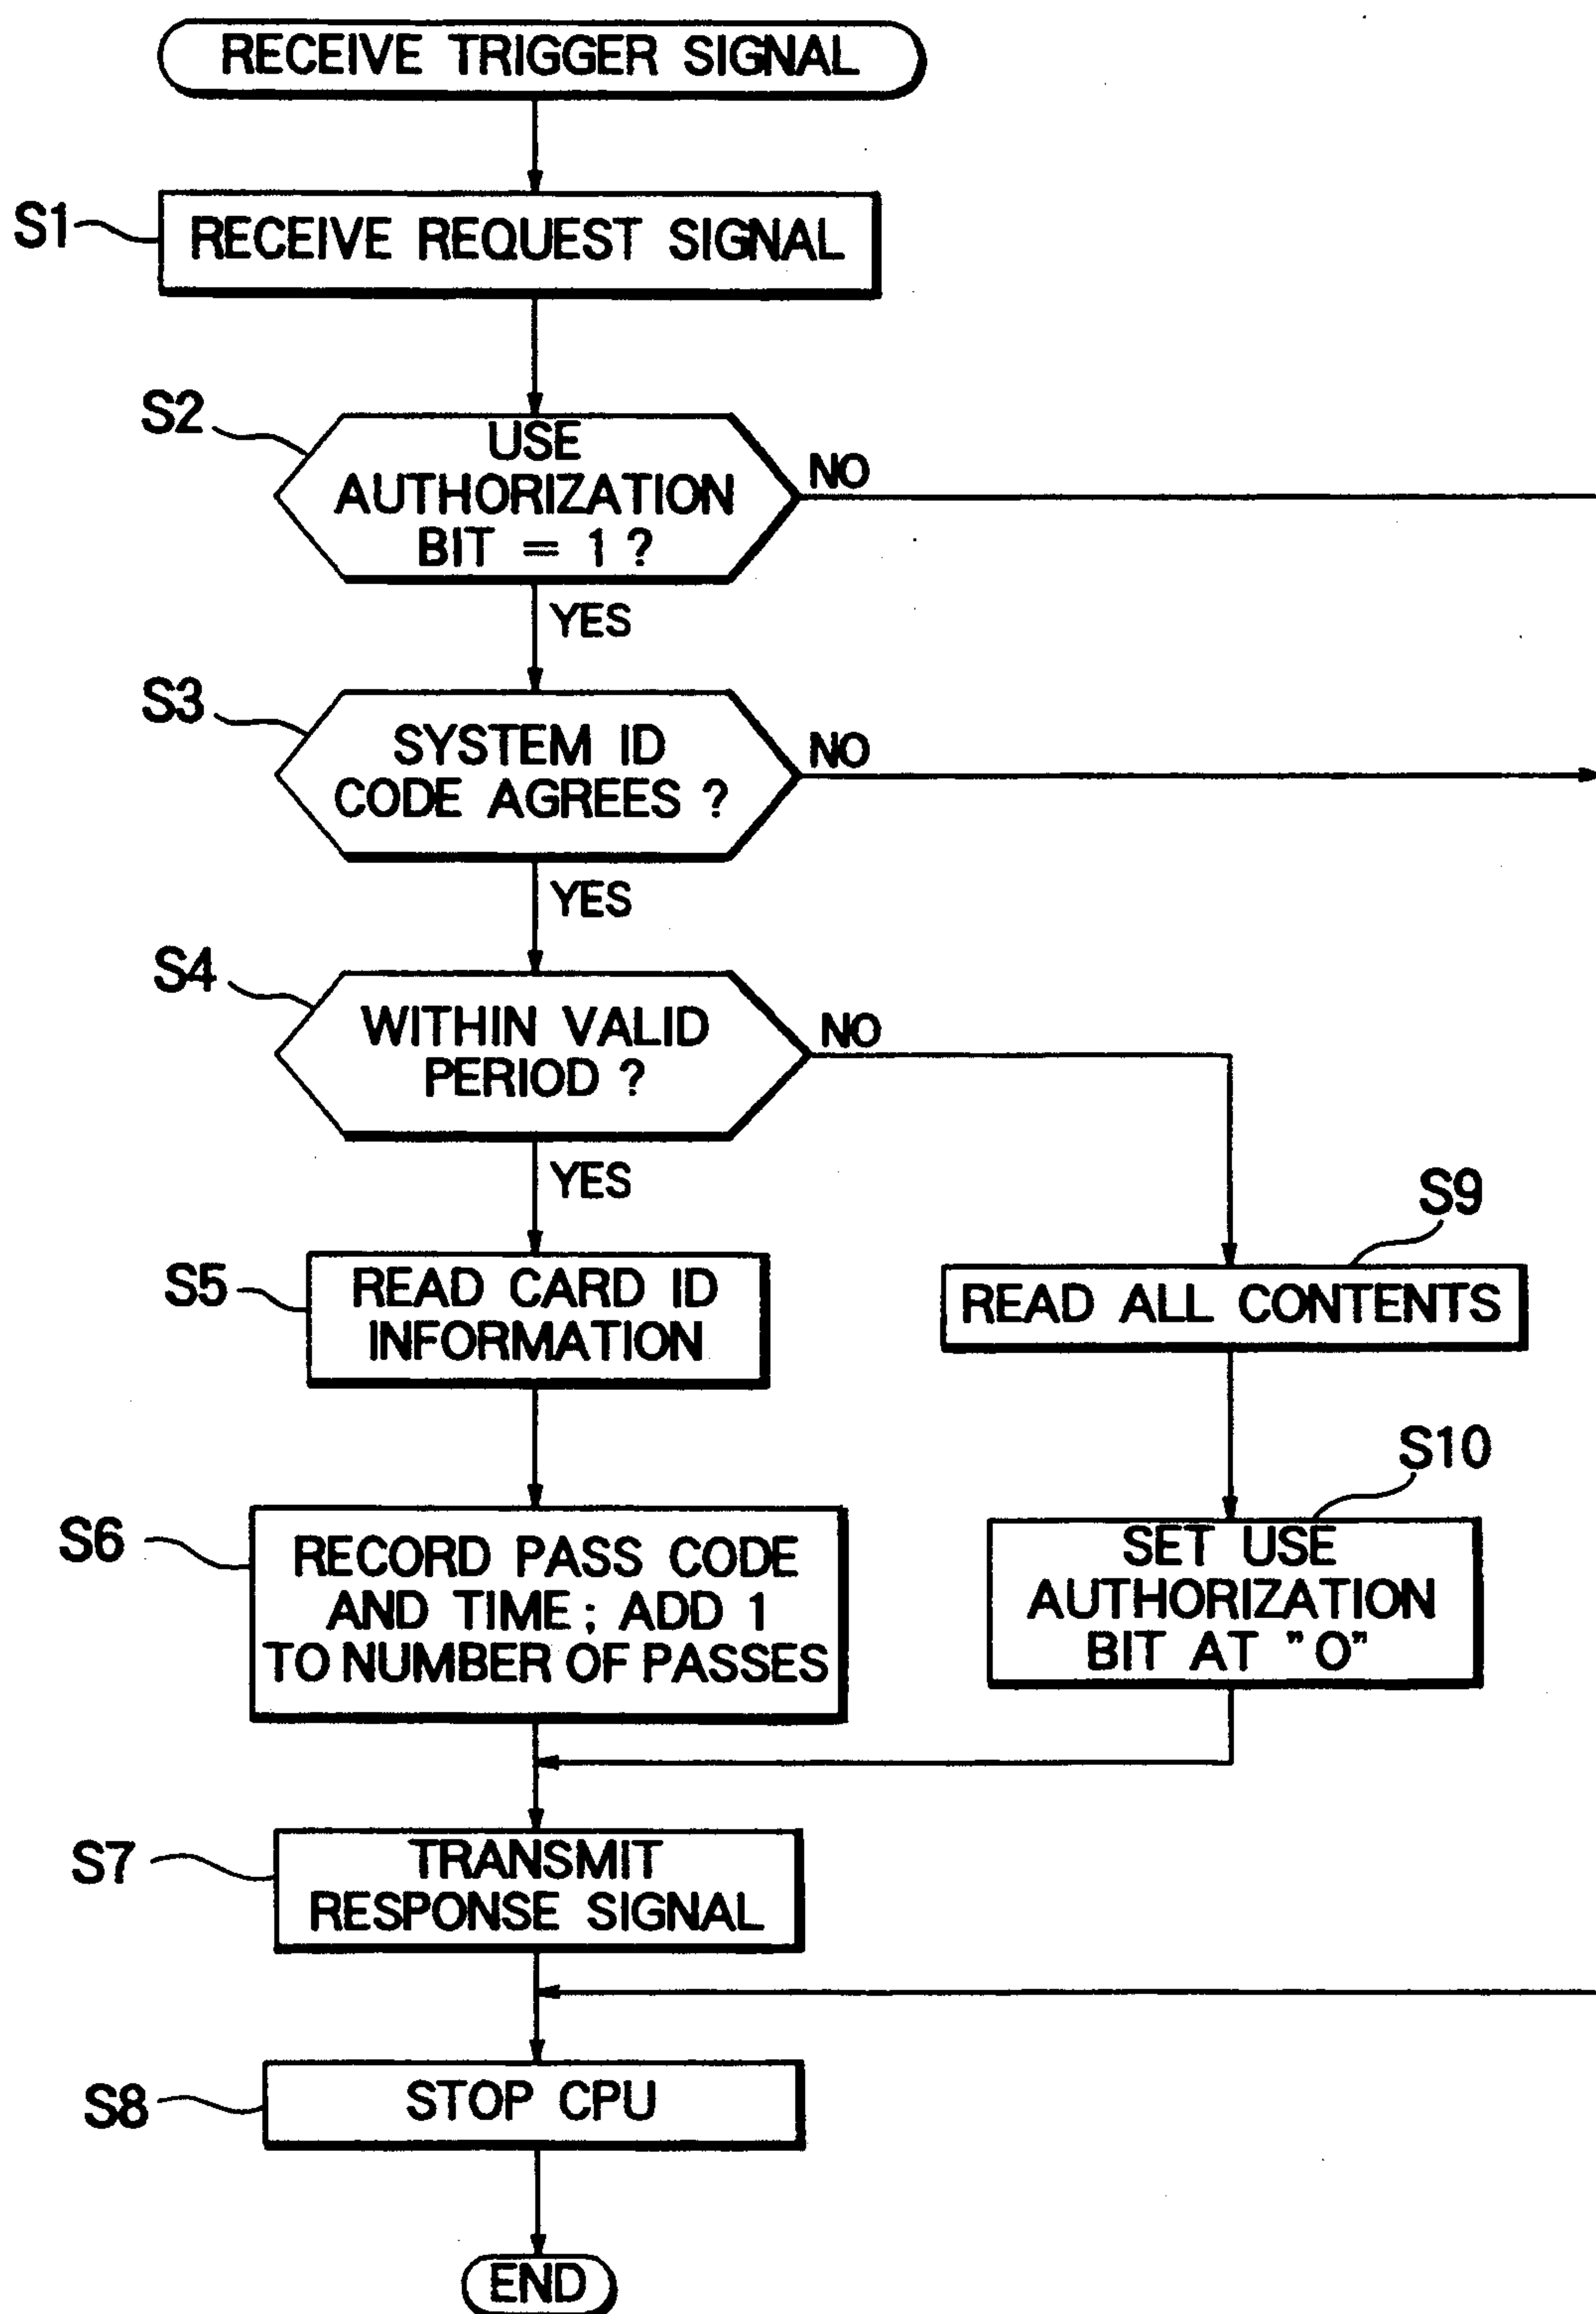 RECEIVE TRIGGER SIGNAL
S1
RECEIVE REQUEST SIGNAL
S2
USE
AUTHORIZATION
BIT = 1 ?
NO
YES
S3
SYSTEM ID
CODE AGREES ?
NO
YES
S4
WITHIN VALID
PERIOD ?
NO
YES
S5
READ CARD ID
INFORMATION
S9
READ ALL CONTENTS
S6
RECORD PASS CODE
AND TIME ; ADD 1
TO NUMBER OF PASSES
S10
SET USE
AUTHORIZATION
BIT AT "0"
S7
TRANSMIT
RESPONSE SIGNAL
S8
STOP CPU
END